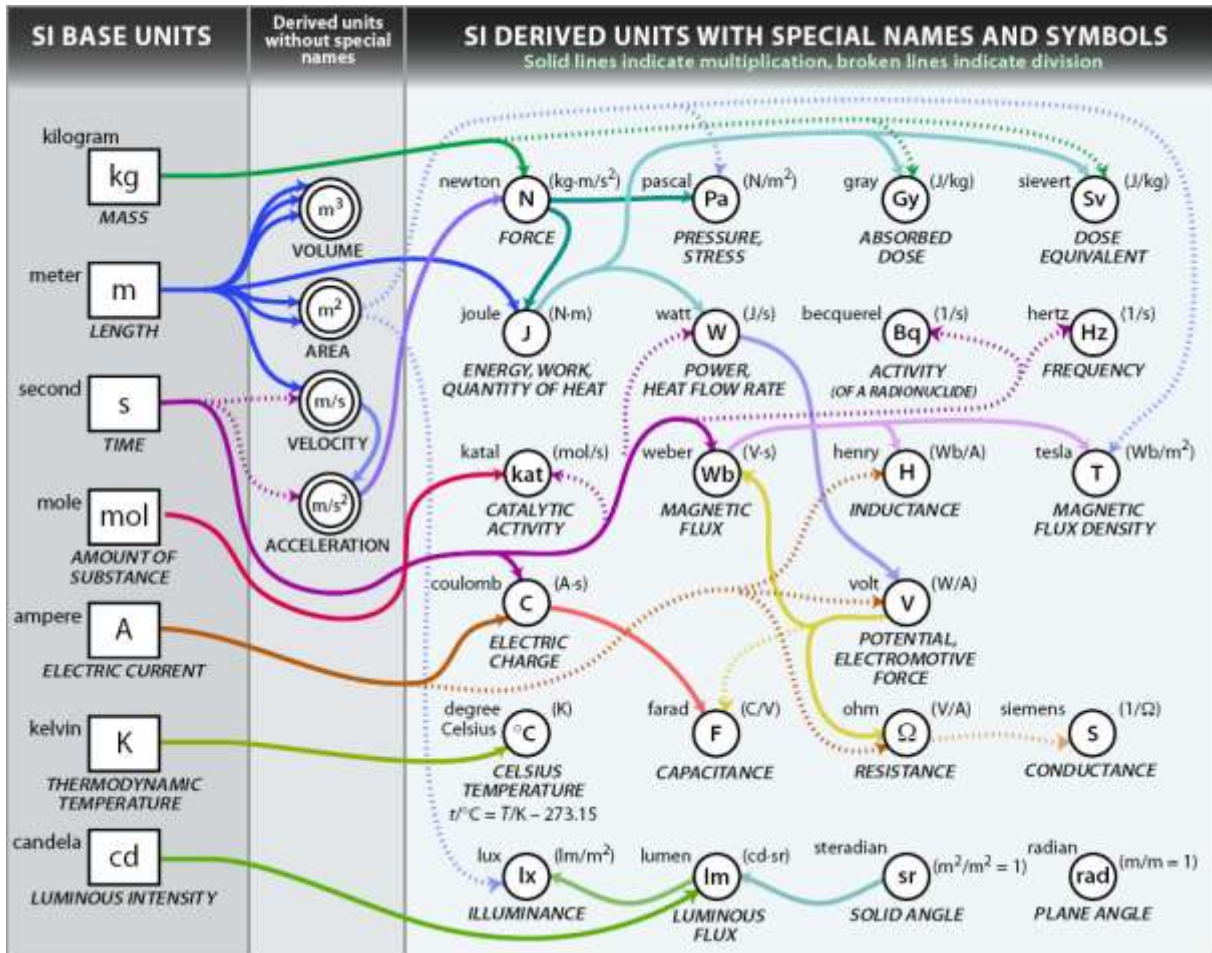 SI BASE UNITS
Derived units
without special
names
SI DERIVED UNITS WITH SPECIAL NAMES AND SYMBOLS
Solid lines indicate multiplication, broken lines indicate division
kilogram
kg
MASS
meter
m
LENGTH
second
s
TIME
mole
mol
AMOUNT OF
SUBSTANCE
ampere
A
ELECTRIC CURRENT
kelvin
K
THERMODYNAMIC
TEMPERATURE
candela
cd
LUMINOUS INTENSITY
m³
VOLUME
m²
AREA
m/s
VELOCITY
m/s²
ACCELERATION
newton
N
(kg·m/s²)
FORCE
pascal
Pa
(N/m²)
PRESSURE,
STRESS
gray
Gy
(J/kg)
ABSORBED
DOSE
sievert
Sv
(J/kg)
DOSE
EQUIVALENT
joule
J
(N·m)
ENERGY, WORK,
QUANTITY OF HEAT
watt
W
(J/s)
POWER,
HEAT FLOW RATE
becquerel
Bq
(1/s)
ACTIVITY
(OF A RADIONUCLIDE)
hertz
Hz
(1/s)
FREQUENCY
katal
kat
(mol/s)
CATALYTIC
ACTIVITY
weber
Wb
(V·s)
MAGNETIC
FLUX
henry
H
(Wb/A)
INDUCTANCE
tesla
T
(Wb/m²)
MAGNETIC
FLUX DENSITY
coulomb
C
(A·s)
ELECTRIC
CHARGE
volt
V
(W/A)
POTENTIAL,
ELECTROMOTIVE
FORCE
degree
Celsius
°C
(K)
CELSIUS
TEMPERATURE
t/°C = T/K – 273.15
farad
F
(C/V)
CAPACITANCE
ohm
Ω
(V/A)
RESISTANCE
siemens
S
(1/Ω)
CONDUCTANCE
lux
lx
(lm/m²)
ILLUMINANCE
lumen
lm
(cd·sr)
LUMINOUS
FLUX
steradian
sr
(m²/m² = 1)
SOLID ANGLE
radian
rad
(m/m = 1)
PLANE ANGLE